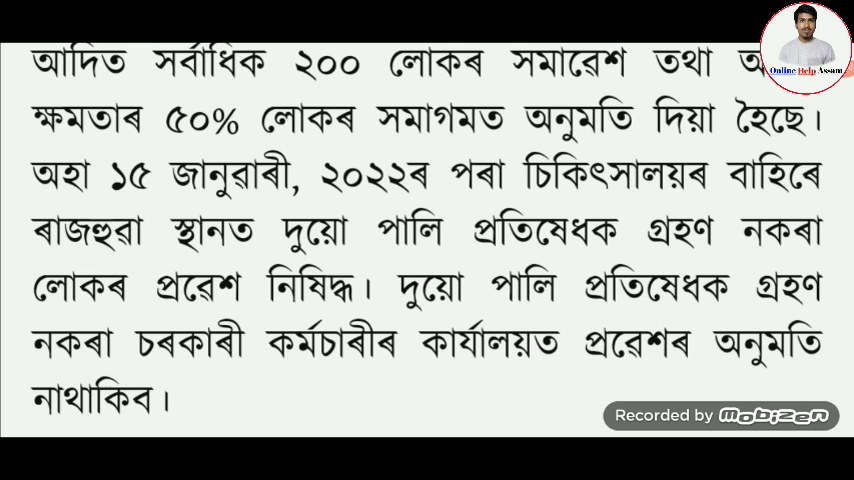 আদিত সৰ্বাধিক ২০০ লোকৰ সমাৱেশ তথা
ক্ষমতাৰ ৫০% লোকৰ সমাগমত অনুমতি দিয়া হৈছে।
অহা ১৫ জানুৱাৰী, ২০২২ৰ পৰা চিকিৎসালয়ৰ বাহিৰে
ৰাজহুৱা স্থানত দুয়ো পালি প্ৰতিষেধক গ্ৰহণ নকৰা
লোকৰ প্ৰৱেশ নিষিদ্ধ। দুয়ো পালি প্ৰতিষেধক গ্ৰহণ
নকৰা চৰকাৰী কৰ্মচাৰীৰ কাৰ্যালয়ত প্ৰৱেশৰ অনুমতি
নাথাকিব।
Online Help Assam
Recorded by mobizen